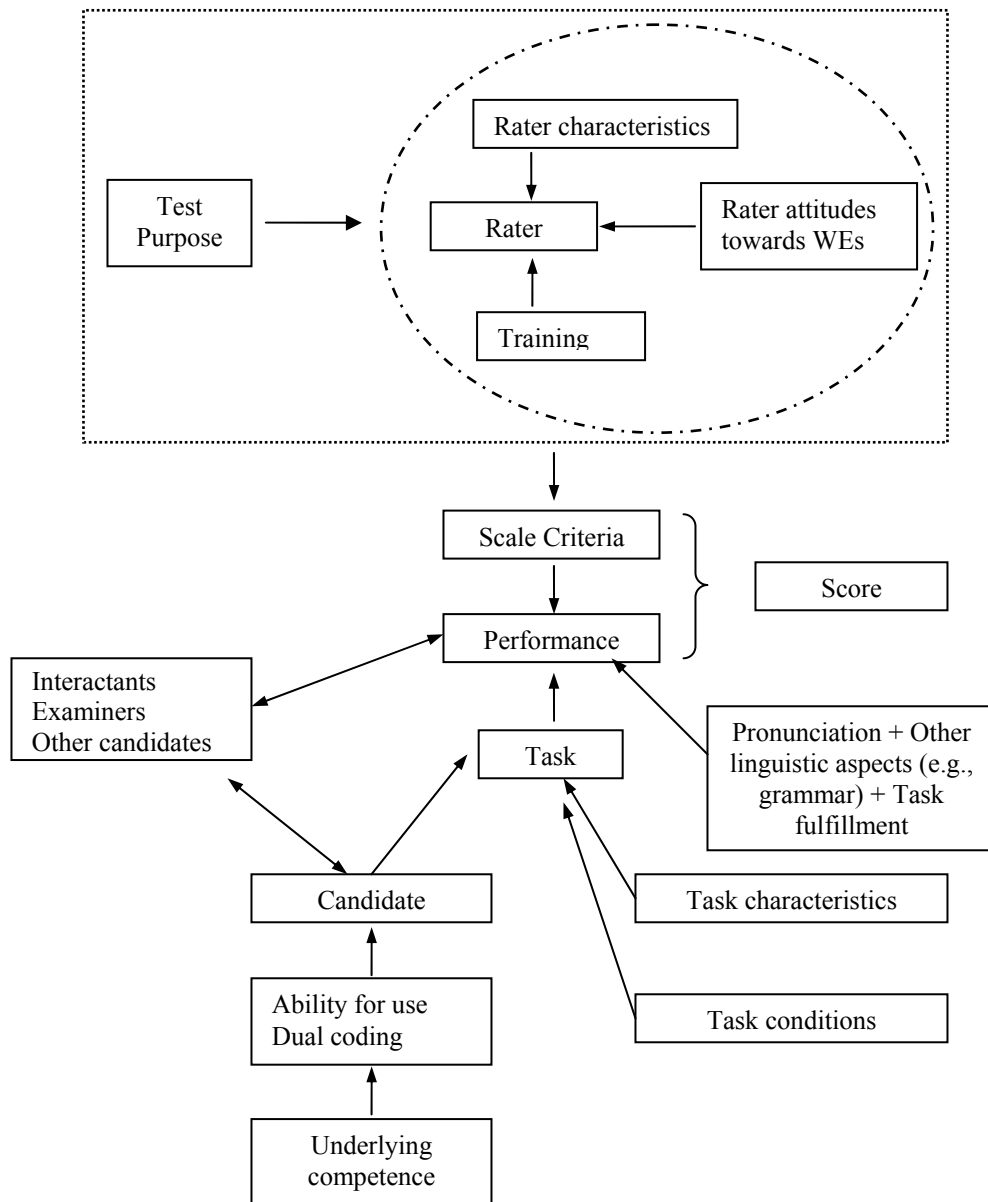 Rater characteristics
Test
Purpose
Rater
Rater attitudes
towards WEs
Training
Scale Criteria
Score
Performance
Interactants
Examiners
Other candidates
Task
Pronunciation + Other
linguistic aspects (e.g.,
grammar) + Task
fulfillment
Candidate
Task characteristics
Ability for use
Dual coding
Task conditions
Underlying
competence